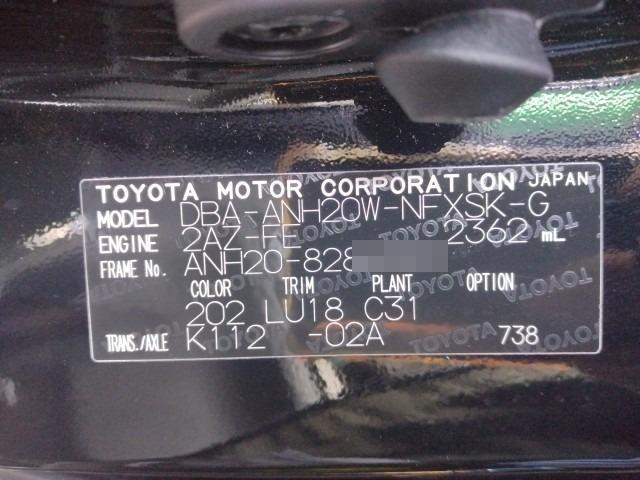 TOYOTA MOTOR CORPORATION JAPAN
MODEL DBA-ANH20W-NFXSK-G
ENGINE 2AZ-FE 2362 mL
FRAME No. ANH20-828
COLOR TRIM PLANT OPTION
202 LU18 C31
TRANS./AXLE K112 -02A 738